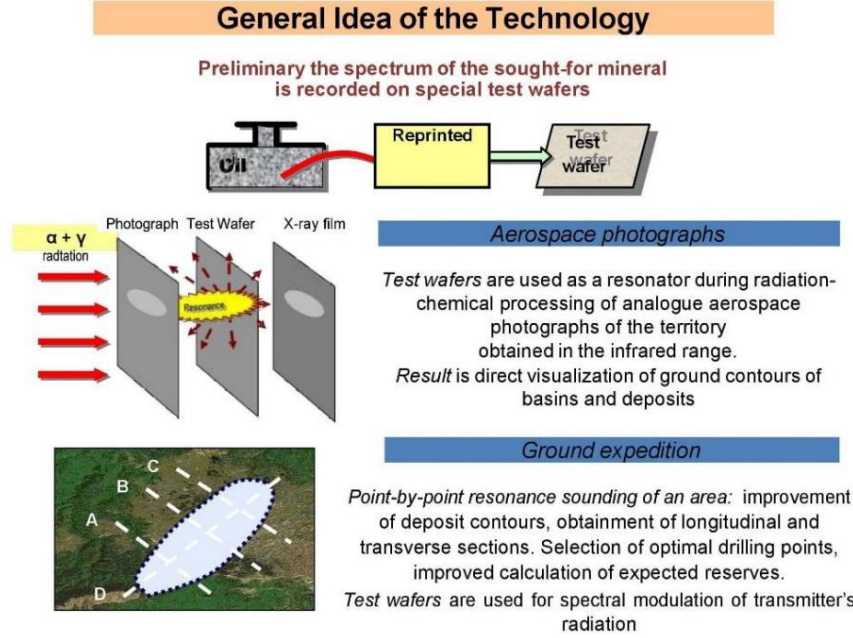 General Idea of the Technology
Preliminary the spectrum of the sought-for mineral
is recorded on special test wafers
Oil
Reprinted
Test
wafer
Test
wafer
Photograph
Test Wafer
X-ray film
α + γ
radtation
Resonance
Aerospace photographs
Test wafers are used as a resonator during radiation-
chemical processing of analogue aerospace
photographs of the territory
obtained in the infrared range.
Result is direct visualization of ground contours of
basins and deposits
Ground expedition
A
B
C
D
Point-by-point resonance sounding of an area: improvement
of deposit contours, obtainment of longitudinal and
transverse sections. Selection of optimal drilling points,
improved calculation of expected reserves.
Test wafers are used for spectral modulation of transmitter's
radiation